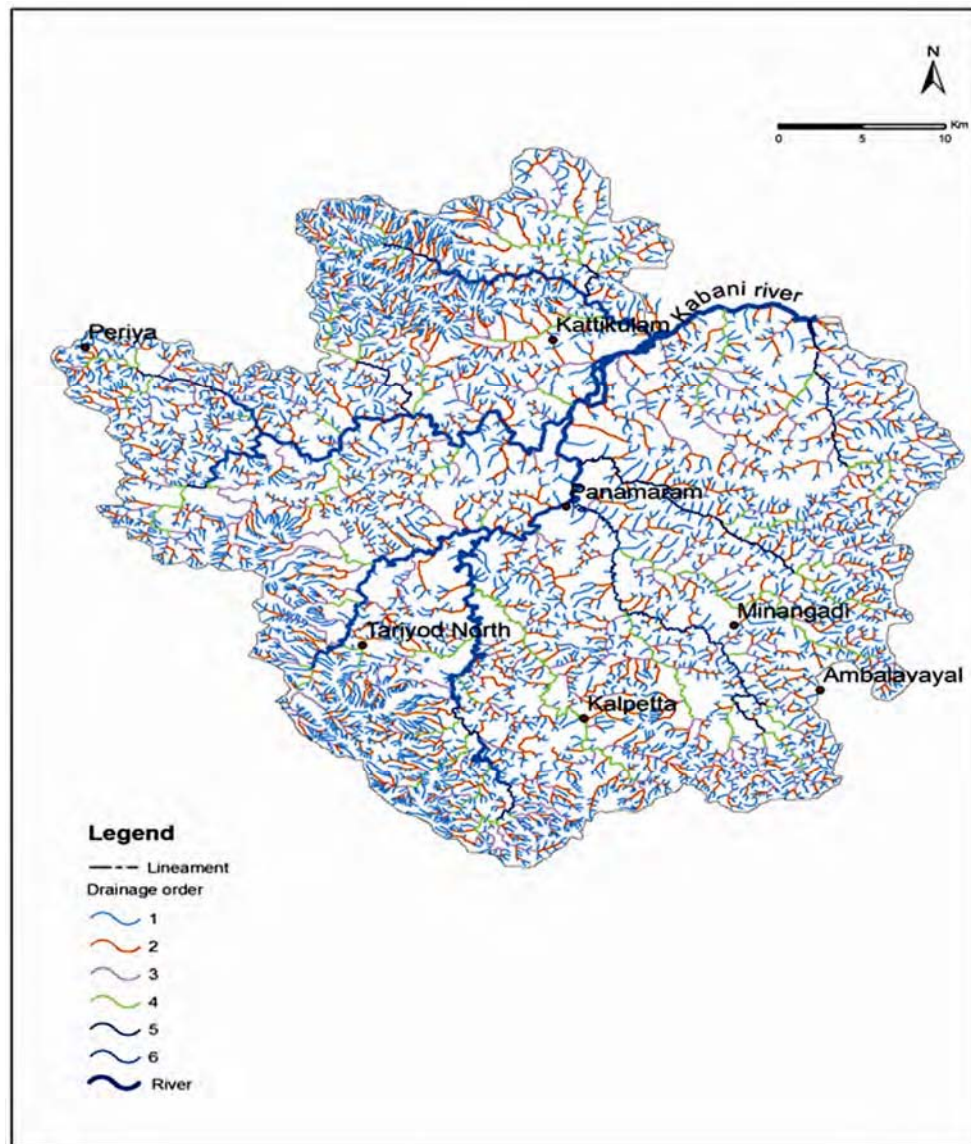 N
Km
0 5 10
Kabani river
Kattikulam
Periya
Panamaram
Minangadi
Tariyod North
Ambalavayal
Kalpetta
Legend
Lineament
Drainage order
1
2
3
4
5
6
River